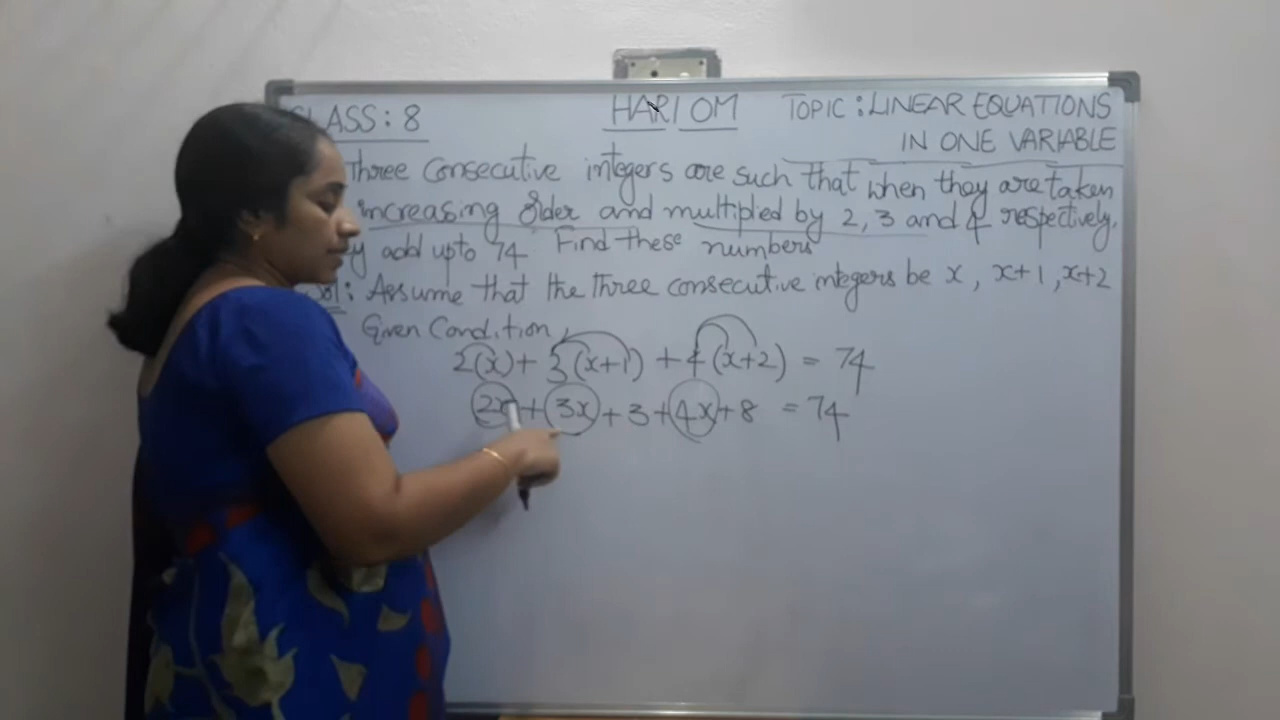 CLASS: 8
HARI OM
TOPIC: LINEAR EQUATIONS
IN ONE VARIABLE
Three consecutive integers are such that when they are taken
increasing order and multiplied by 2, 3 and 4 respectively,
add upto 74. Find these numbers
Sol: Assume that the three consecutive integers be x, x+1, x+2
Given Condition,
2(x) + 3(x+1) + 4(x+2) = 74
2x + 3x + 3 + 4x + 8 = 74